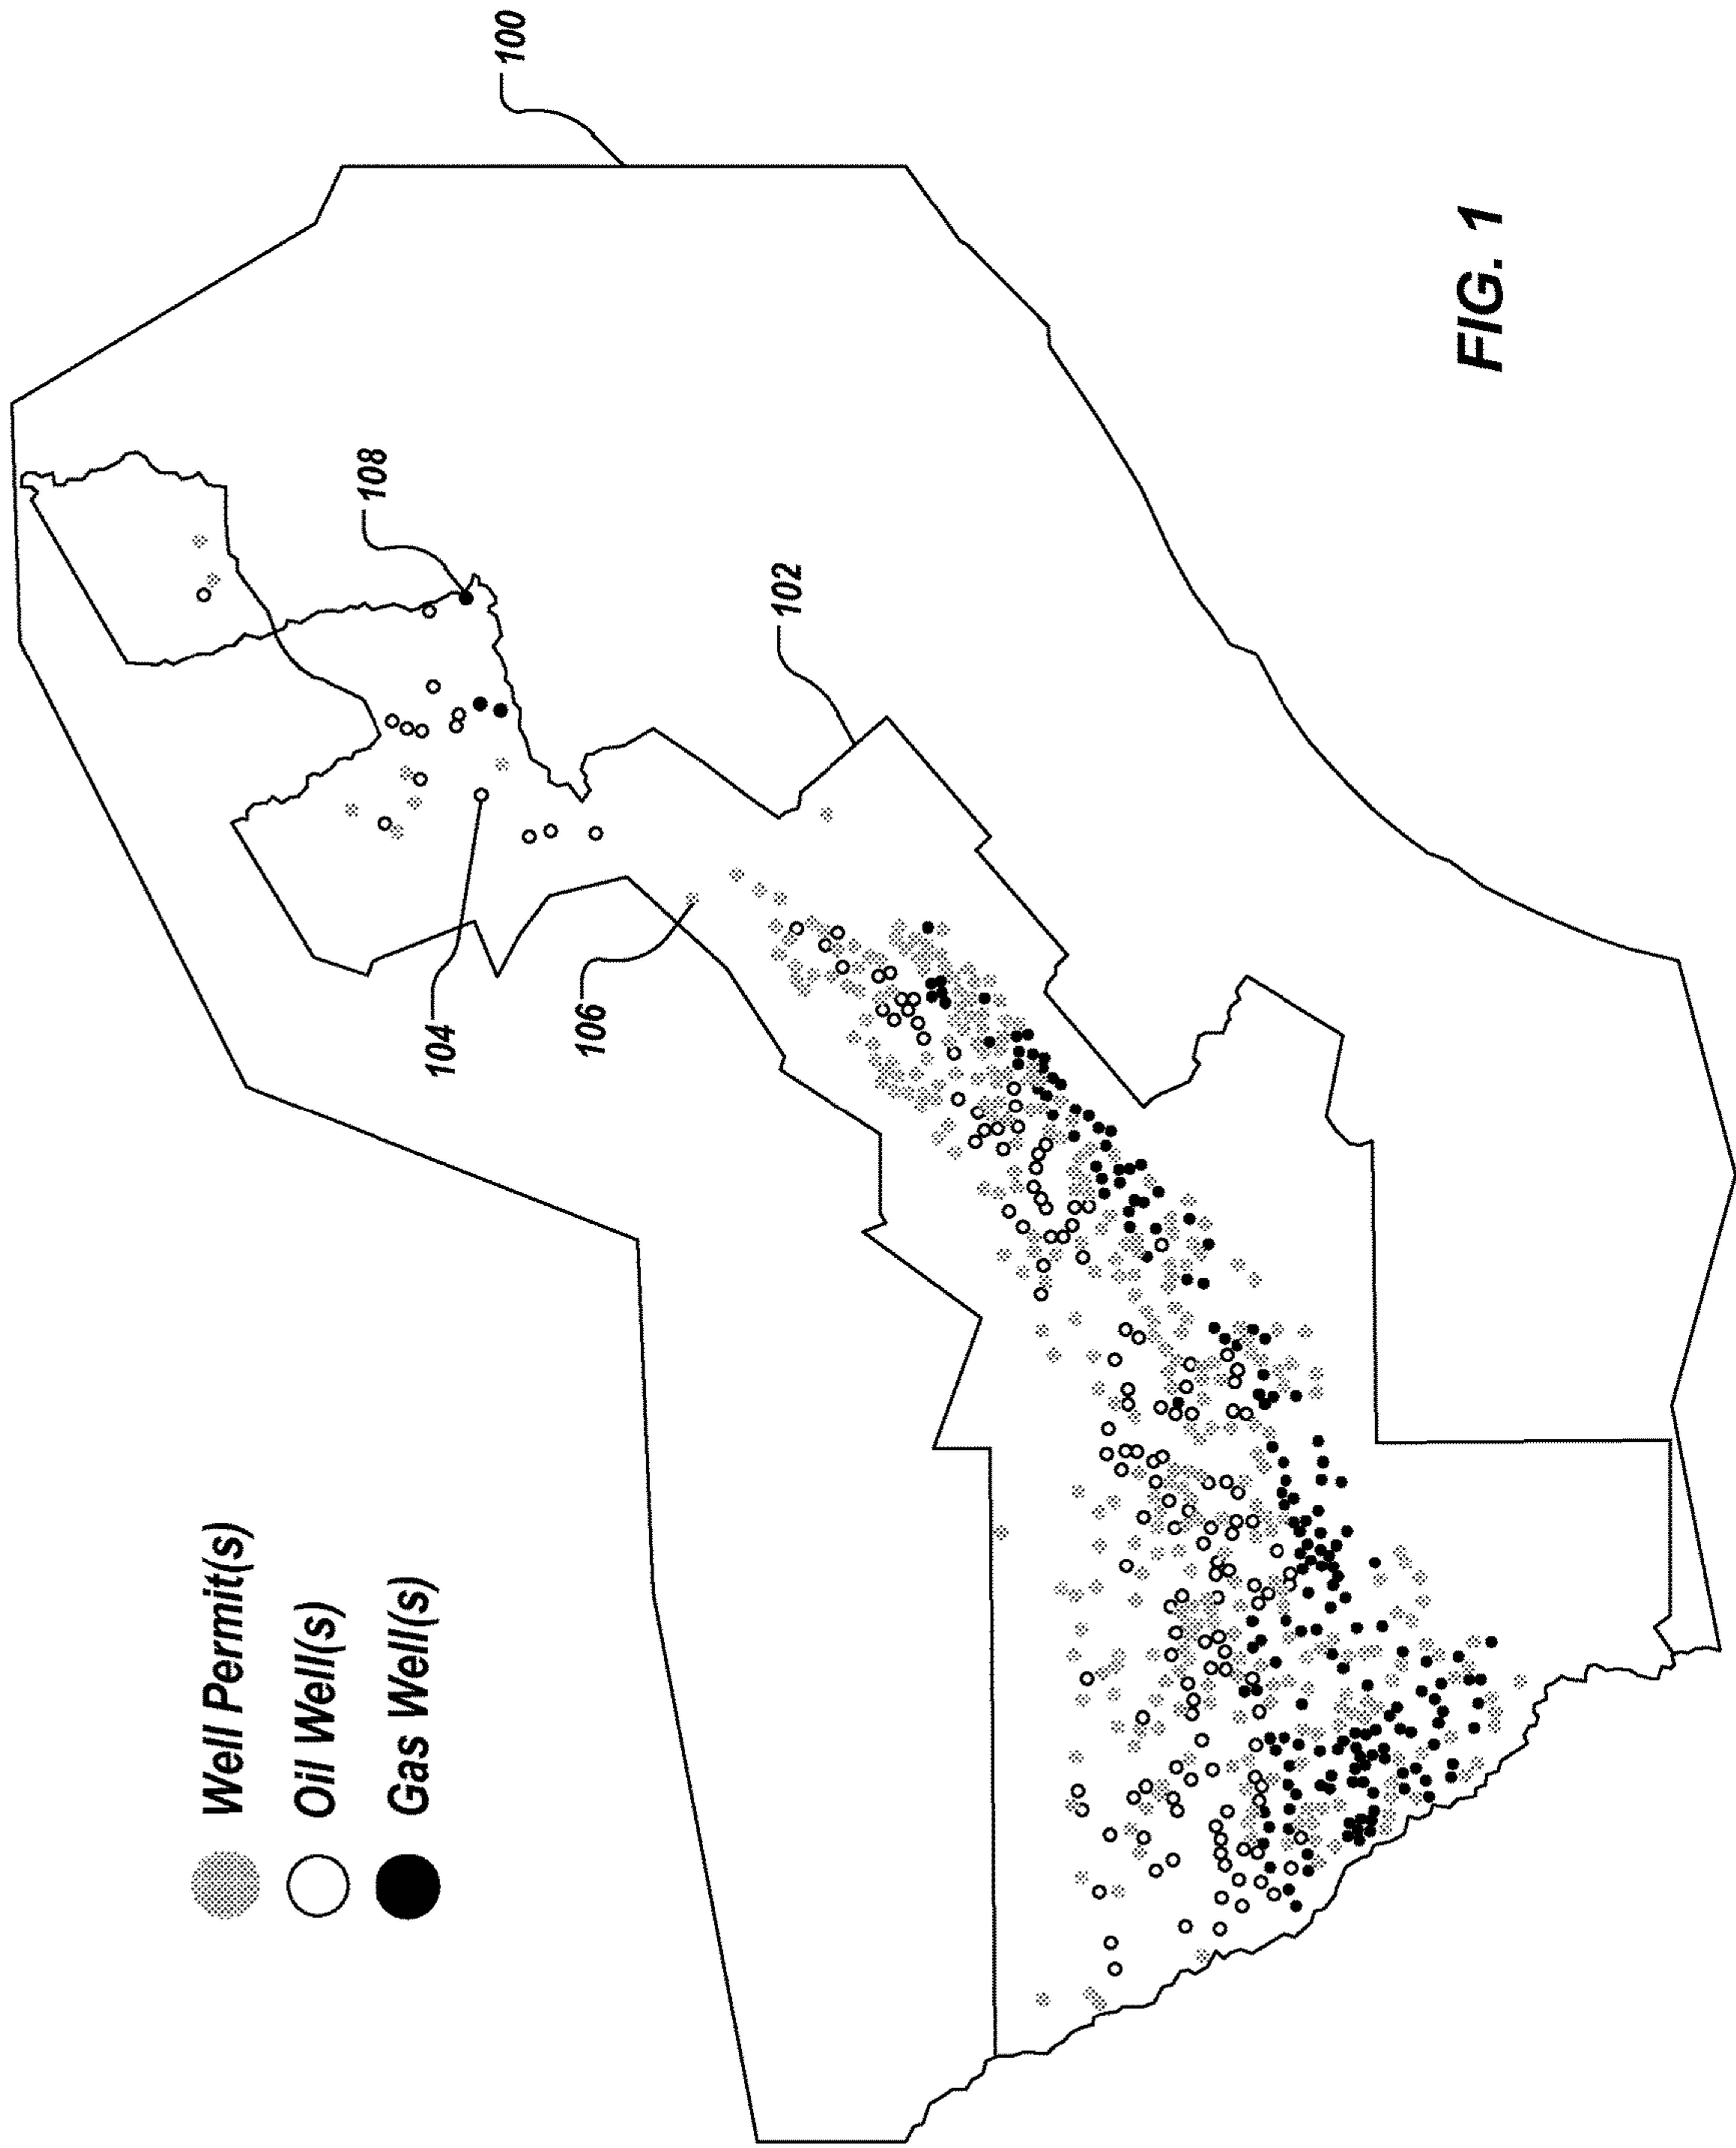 100
108
102
104
106
Well Permit(s)
Oil Well(s)
Gas Well(s)
FIG. 1